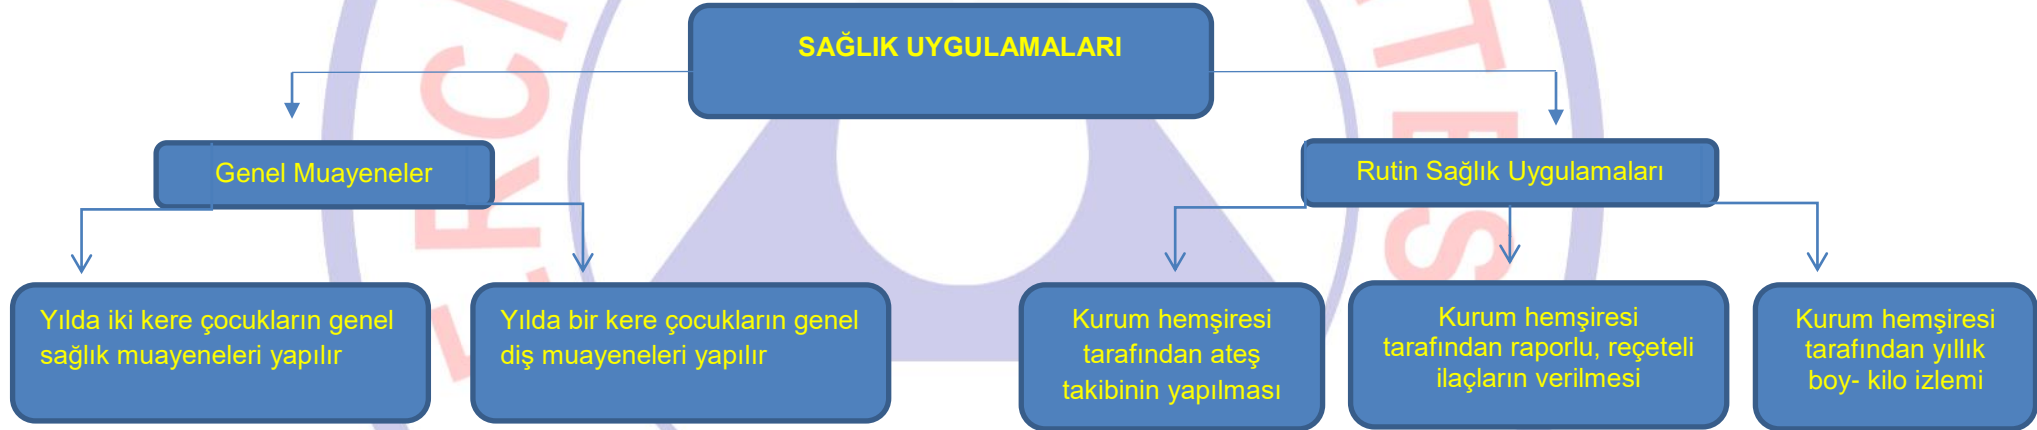 SAĞLIK UYGULAMALARI
Genel Muayeneler
Rutin Sağlık Uygulamaları
Yılda iki kere çocukların genel
sağlık muayeneleri yapılır
Yılda bir kere çocukların genel
diş muayeneleri yapılır
Kurum hemşiresi
tarafından ateş
takibinin yapılması
Kurum hemşiresi
tarafından raporlu, reçeteli
ilaçların verilmesi
Kurum hemşiresi
tarafından yıllık
boy- kilo izlemi